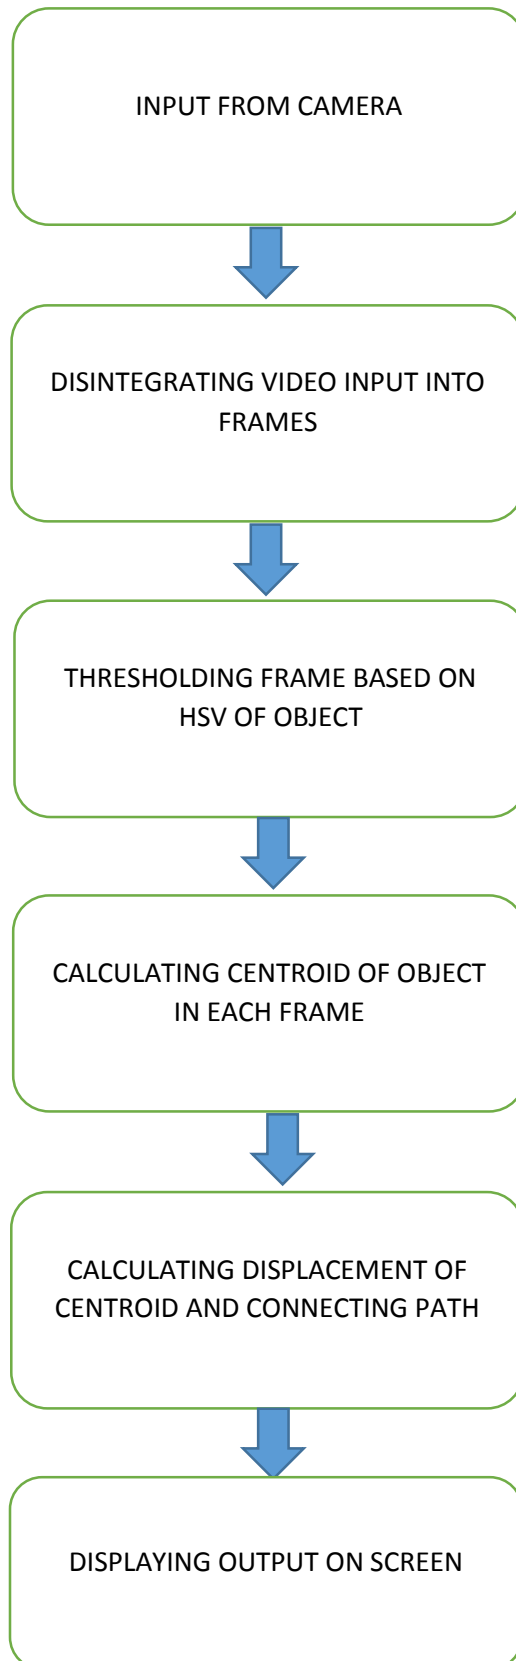 INPUT FROM CAMERA
DISINTEGRATING VIDEO INPUT INTO
FRAMES
THRESHOLDING FRAME BASED ON
HSV OF OBJECT
CALCULATING CENTROID OF OBJECT
IN EACH FRAME
CALCULATING DISPLACEMENT OF
CENTROID AND CONNECTING PATH
DISPLAYING OUTPUT ON SCREEN